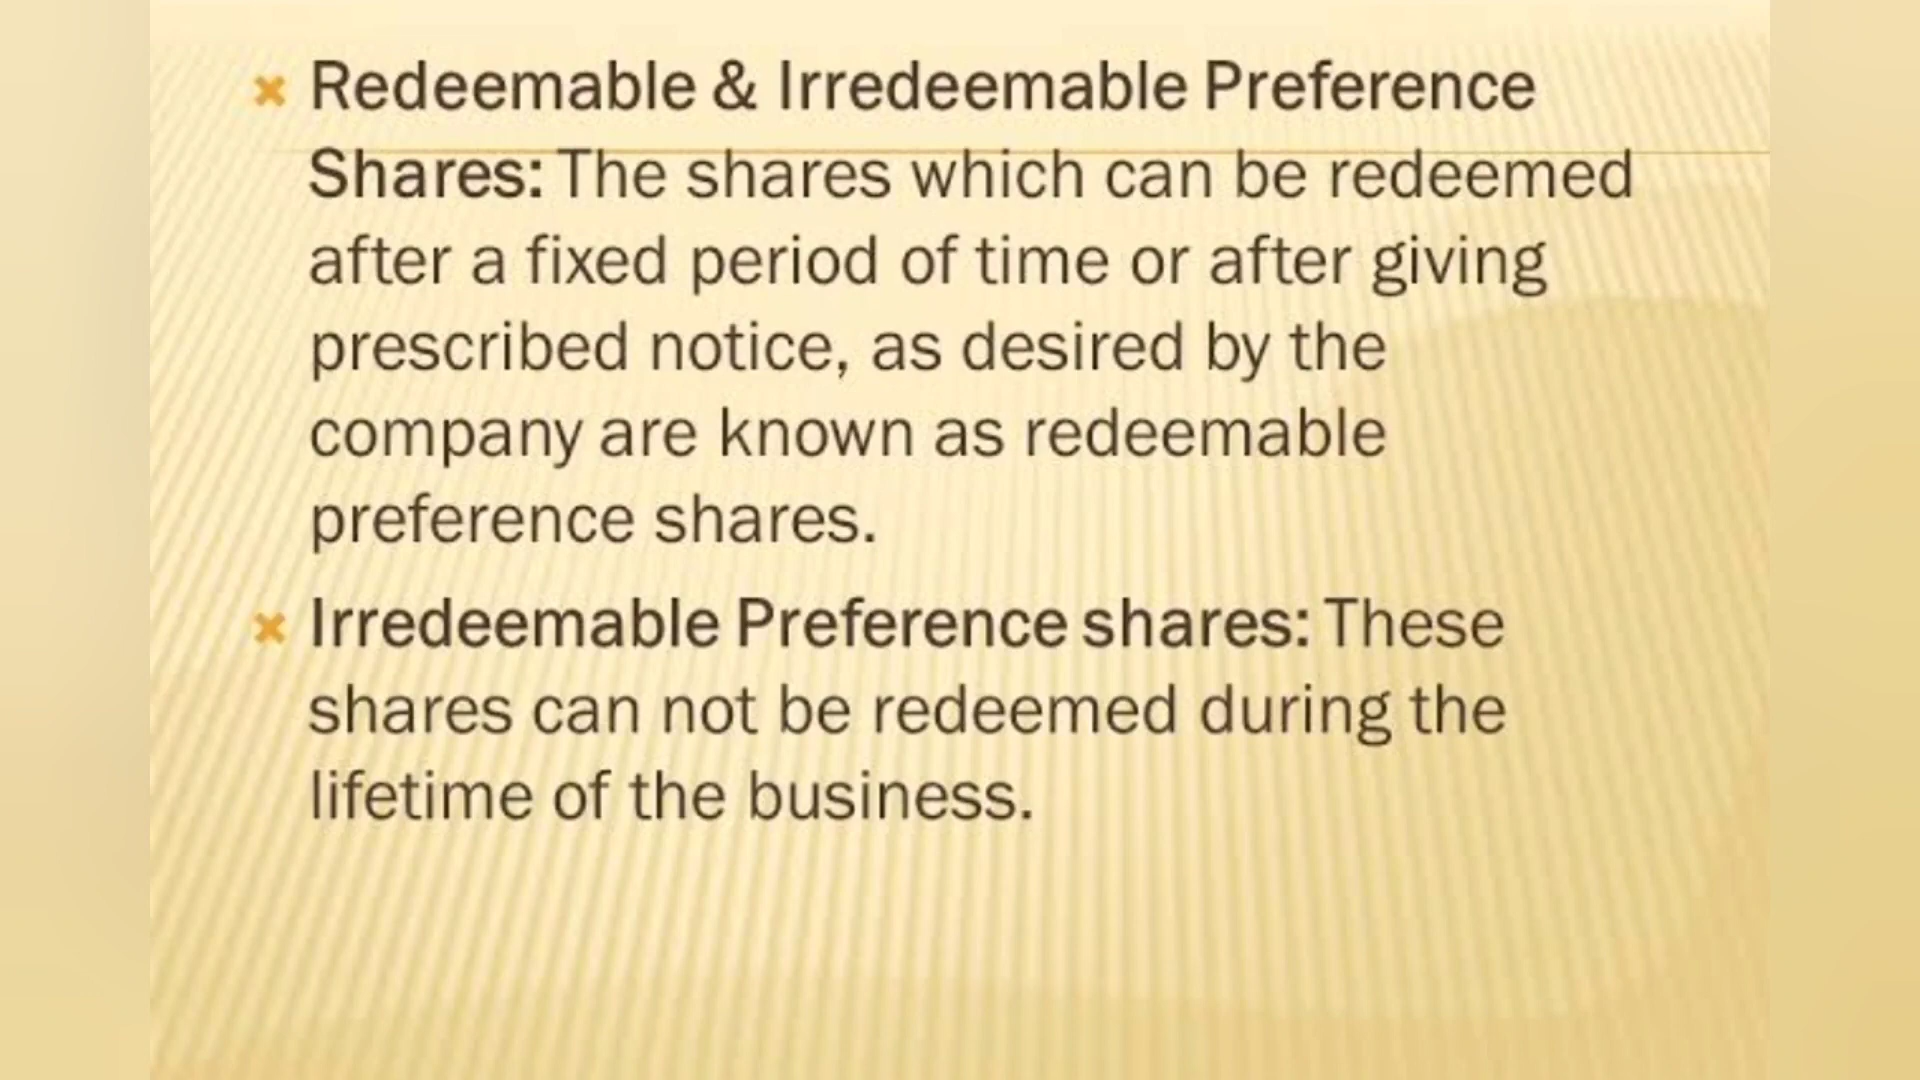 Redeemable & Irredeemable Preference
Shares: The shares which can be redeemed
after a fixed period of time or after giving
prescribed notice, as desired by the
company are known as redeemable
preference shares.
Irredeemable Preference shares: These
shares can not be redeemed during the
lifetime of the business.